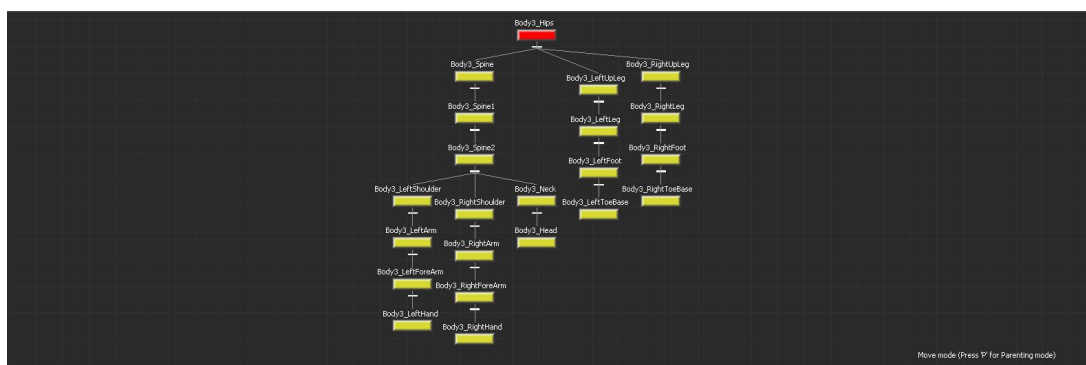 Body3_Hips
Body3_Spine
Body3_LeftUpLeg
Body3_RightUpLeg
Body3_Spine1
Body3_LeftLeg
Body3_RightLeg
Body3_Spine2
Body3_LeftFoot
Body3_RightFoot
Body3_LeftShoulder
Body3_RightShoulder
Body3_Neck
Body3_LeftToeBase
Body3_RightToeBase
Body3_LeftArm
Body3_RightArm
Body3_Head
Body3_LeftForeArm
Body3_RightForeArm
Body3_LeftHand
Body3_RightHand
Move mode (Press 'P' for Parenting mode)